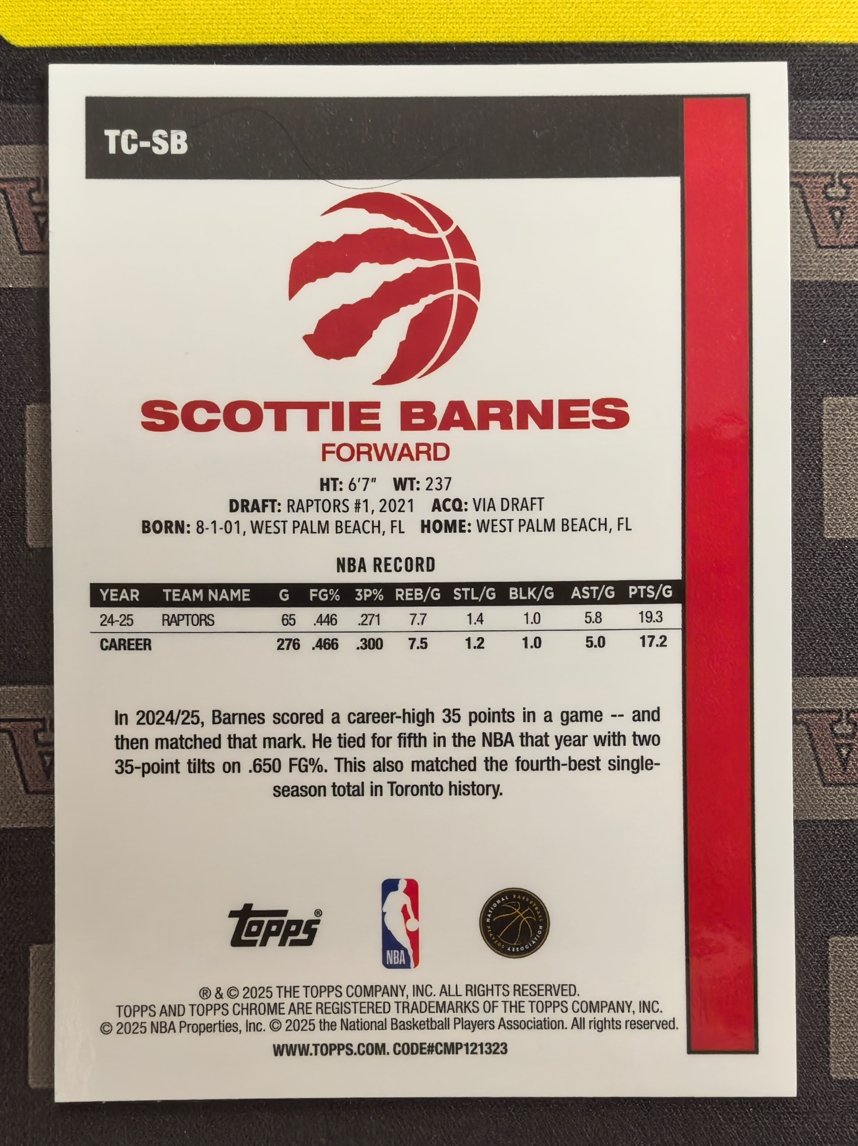 TC-SB
SCOTTIE BARNES
FORWARD
HT: 6'7" WT: 237
DRAFT: RAPTORS #1, 2021 ACQ: VIA DRAFT
BORN: 8-1-01, WEST PALM BEACH, FL HOME: WEST PALM BEACH, FL
NBA RECORD
YEAR TEAM NAME G FG% 3P% REB/G STL/G BLK/G AST/G PTS/G
24-25 RAPTORS 65 .446 .271 7.7 1.4 1.0 5.8 19.3
CAREER 276 .466 .300 7.5 1.2 1.0 5.0 17.2
In 2024/25, Barnes scored a career-high 35 points in a game -- and
then matched that mark. He tied for fifth in the NBA that year with two
35-point tilts on .650 FG%. This also matched the fourth-best single-
season total in Toronto history.
Topps®
NBA
NATIONAL BASKETBALL PLAYERS ASSOCIATION
® & © 2025 THE TOPPS COMPANY, INC. ALL RIGHTS RESERVED.
TOPPS AND TOPPS CHROME ARE REGISTERED TRADEMARKS OF THE TOPPS COMPANY, INC.
© 2025 NBA Properties, Inc. © 2025 the National Basketball Players Association. All rights reserved.
WWW.TOPPS.COM. CODE#CMP121323